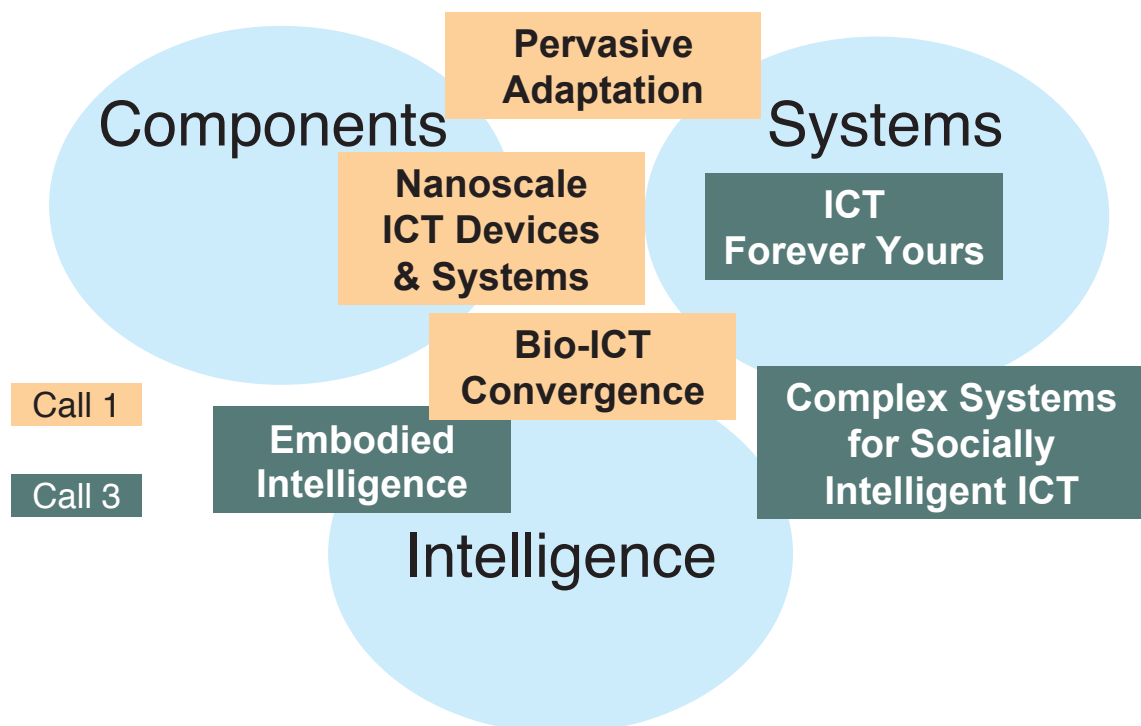 Pervasive
Adaptation
Components
Systems
Nanoscale
ICT Devices
& Systems
ICT
Forever Yours
Bio-ICT
Convergence
Call 1
Complex Systems
for Socially
Intelligent ICT
Embodied
Intelligence
Call 3
Intelligence